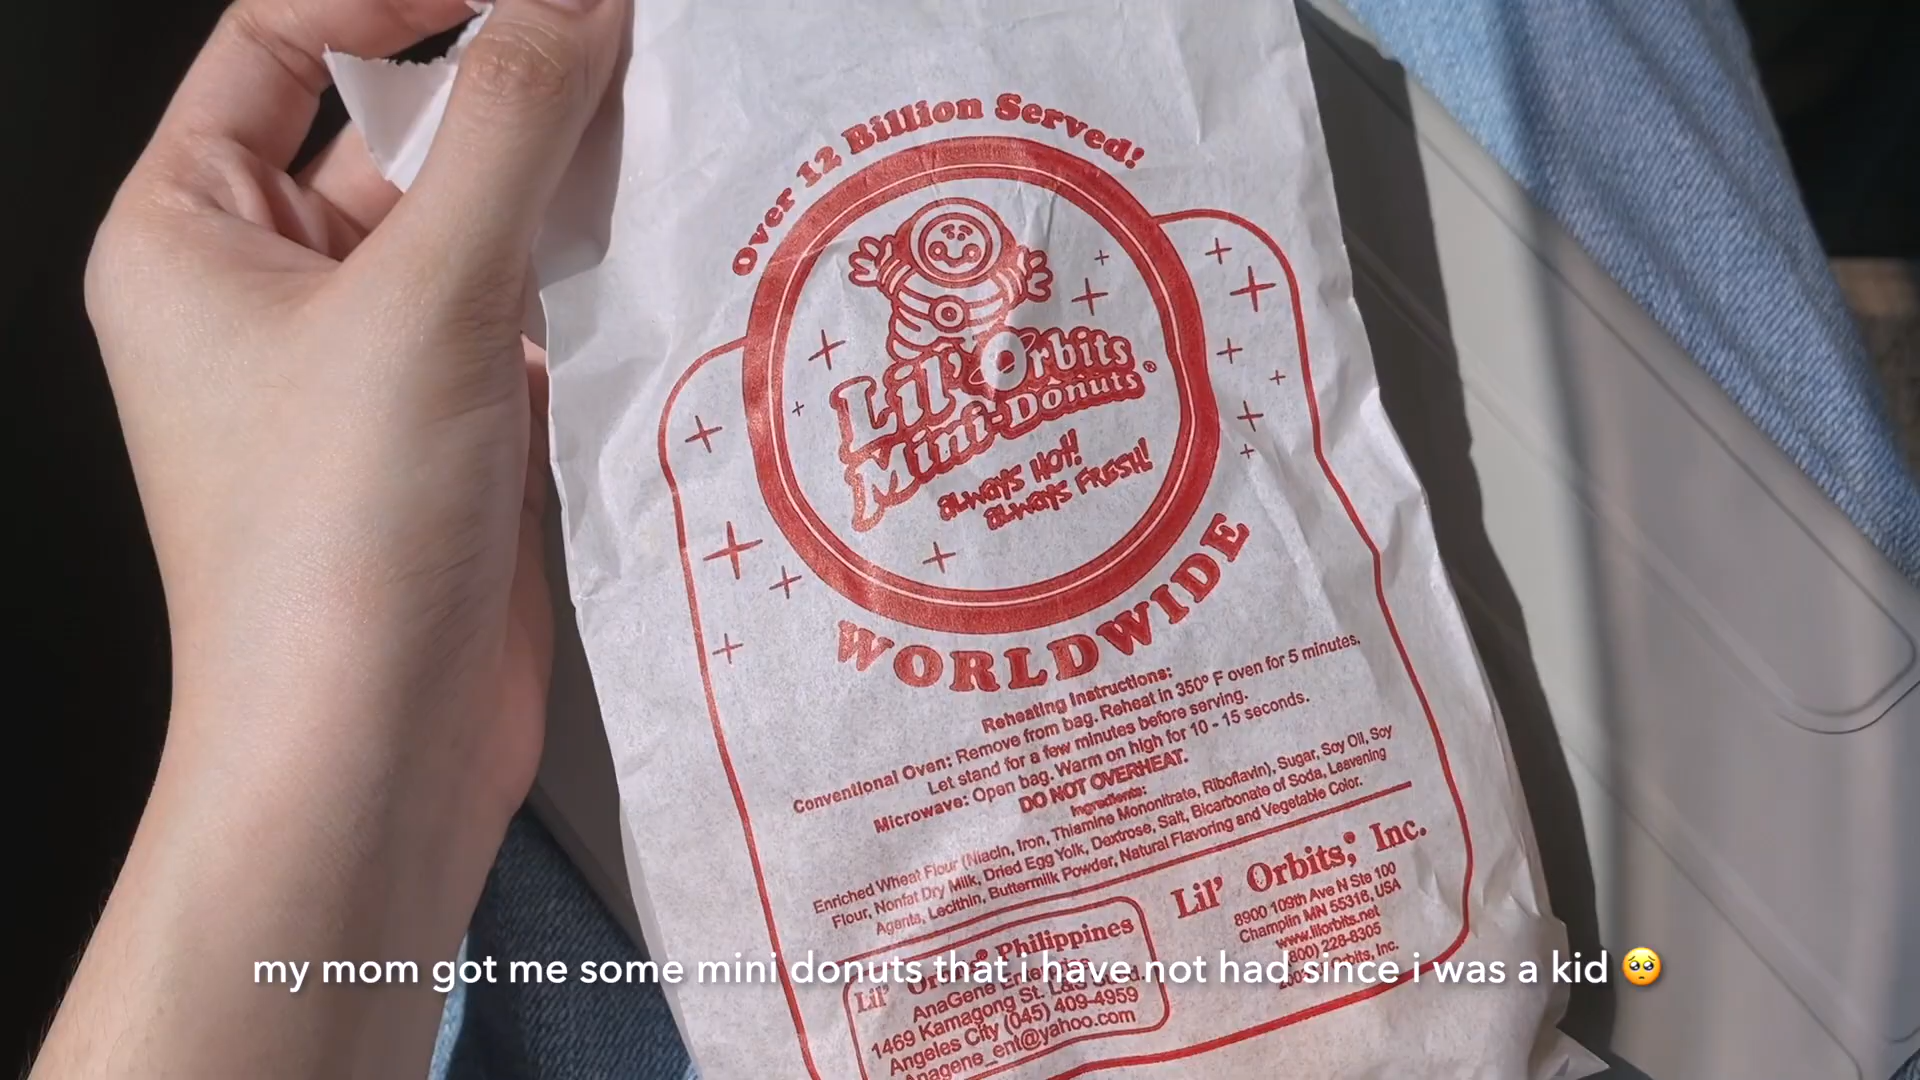 Over 12 Billion Served!
Lil' Orbits
Mini-Donuts®
always HOT!
always FRESH!
WORLDWIDE
Reheating Instructions:
Conventional Oven: Remove from bag. Reheat in 350° F oven for 5 minutes.
Let stand for a few minutes before serving.
Microwave: Open bag. Warm on high for 10 - 15 seconds.
DO NOT OVERHEAT.
Ingredients:
Enriched Wheat Flour (Niacin, Iron, Thiamine Mononitrate, Riboflavin), Sugar, Soy Oil, Soy
Flour, Nonfat Dry Milk, Dried Egg Yolk, Dextrose, Salt, Bicarbonate of Soda, Leavening
Agents, Lecithin, Buttermilk Powder, Natural Flavoring and Vegetable Color.
Lil' Orbits,® Inc.
8900 109th Ave N Ste 100
Champlin MN 55316, USA
www.lilorbits.net
(800) 228-8305
Orbits, Inc.
Lil' Philippines
AnaGene
1469 Kamagong St.
Angeles City (045) 409-4959
Anagene_ent@yahoo.com
my mom got me some mini donuts that i have not had since i was a kid 🥺